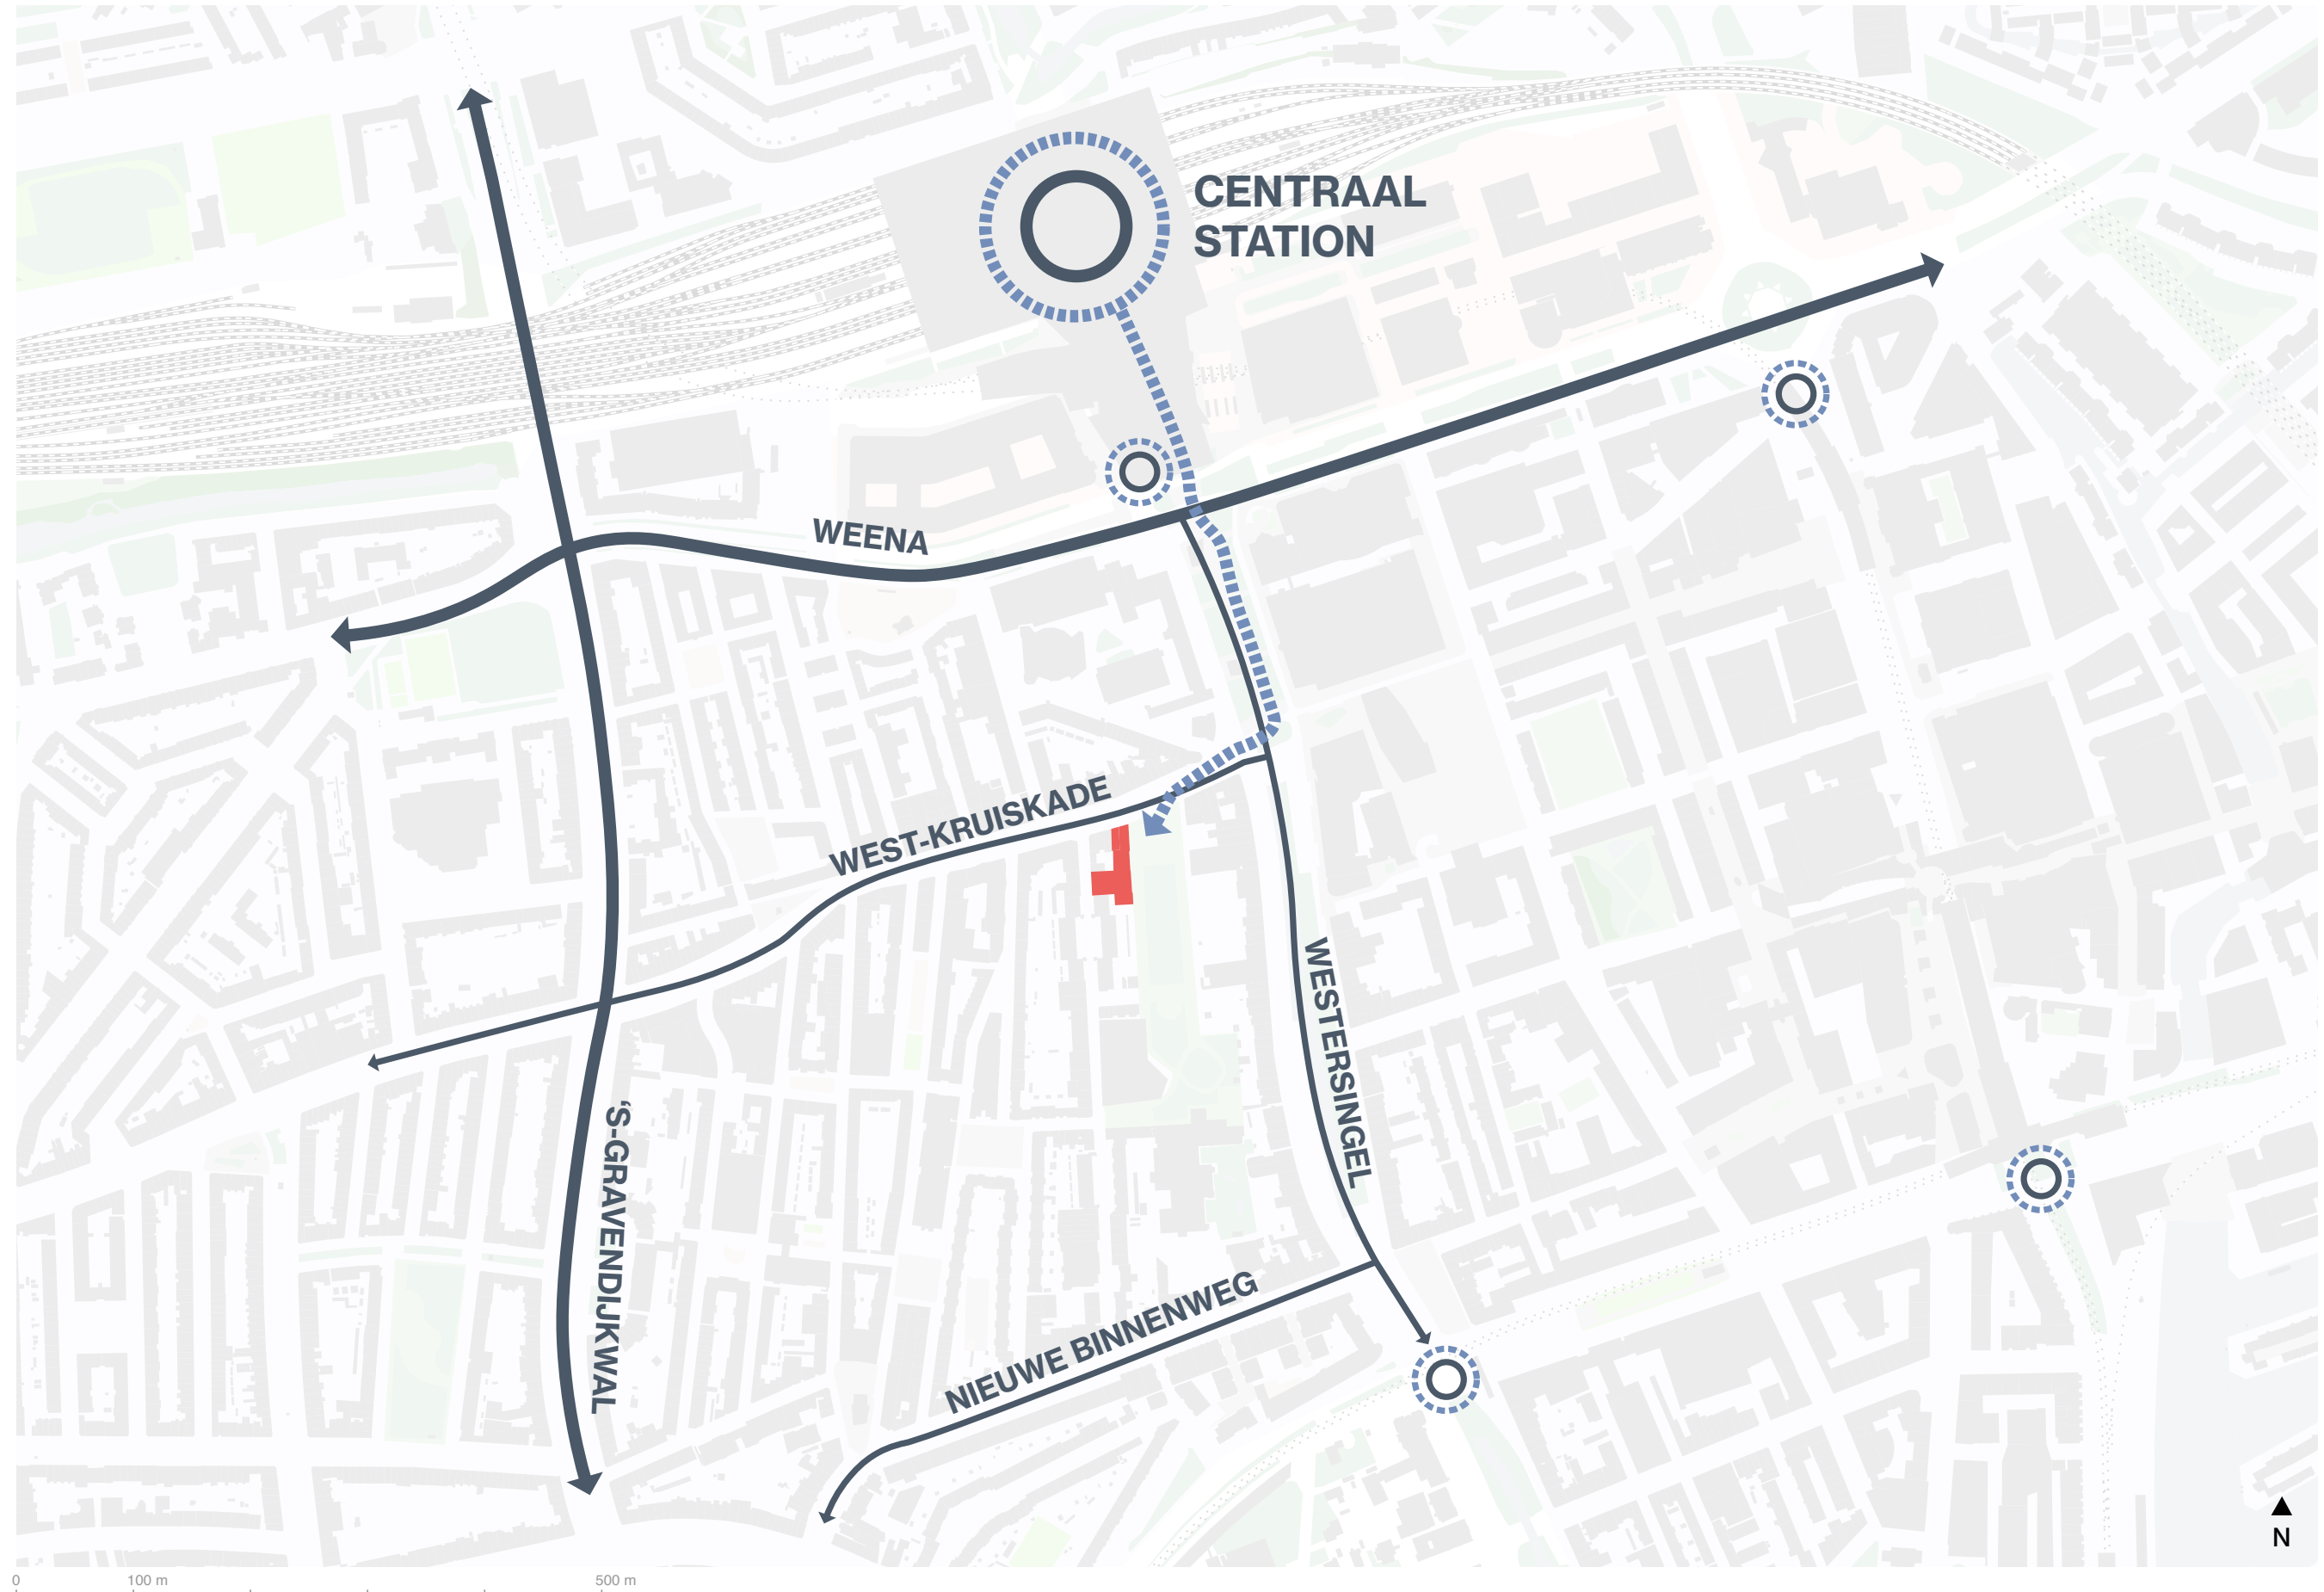 CENTRAAL
STATION
WEENA
WEST-KRUISKADE
WESTERSINGEL
‘S-GRAVENDIJKWAL
NIEUWE BINNENWEG
N
0
100 m
500 m